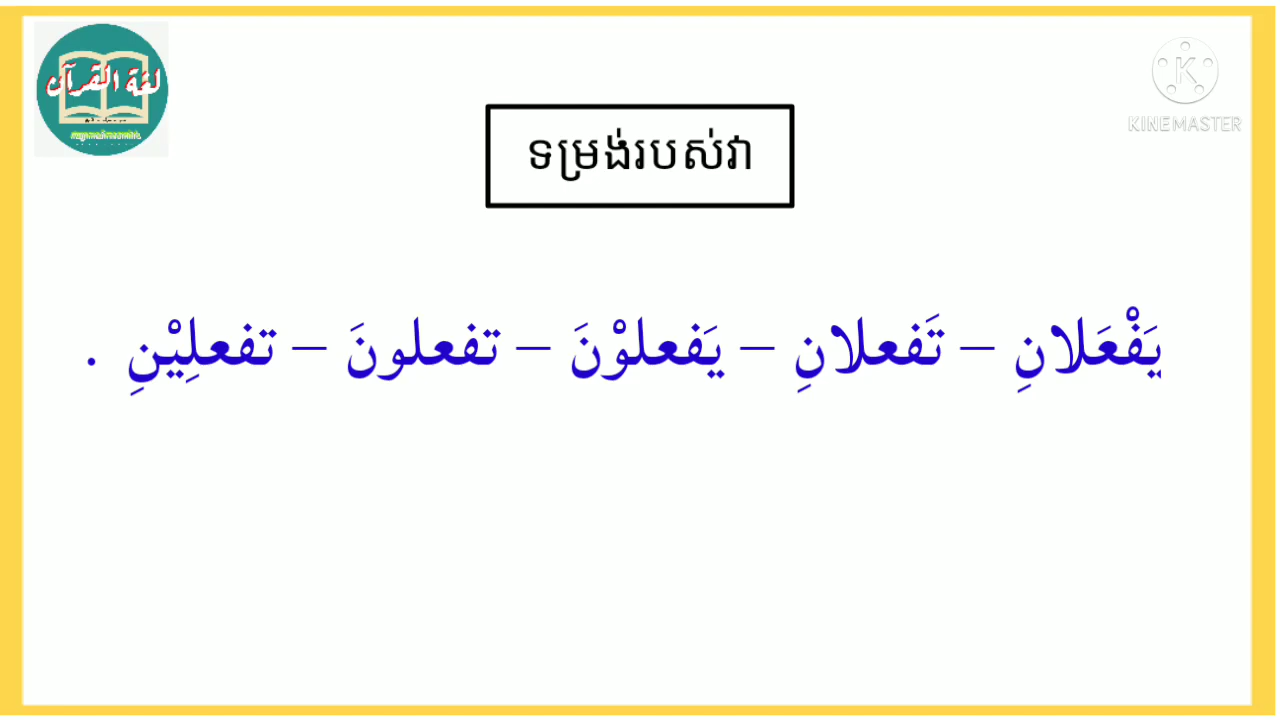 لغة القرآن
KINEMASTER
ទម្រង់របស់វា
يَفْعَلانِ – تَفعلانِ – يَفعلوْنَ – تفعلونَ – تفعلِيْنِ .